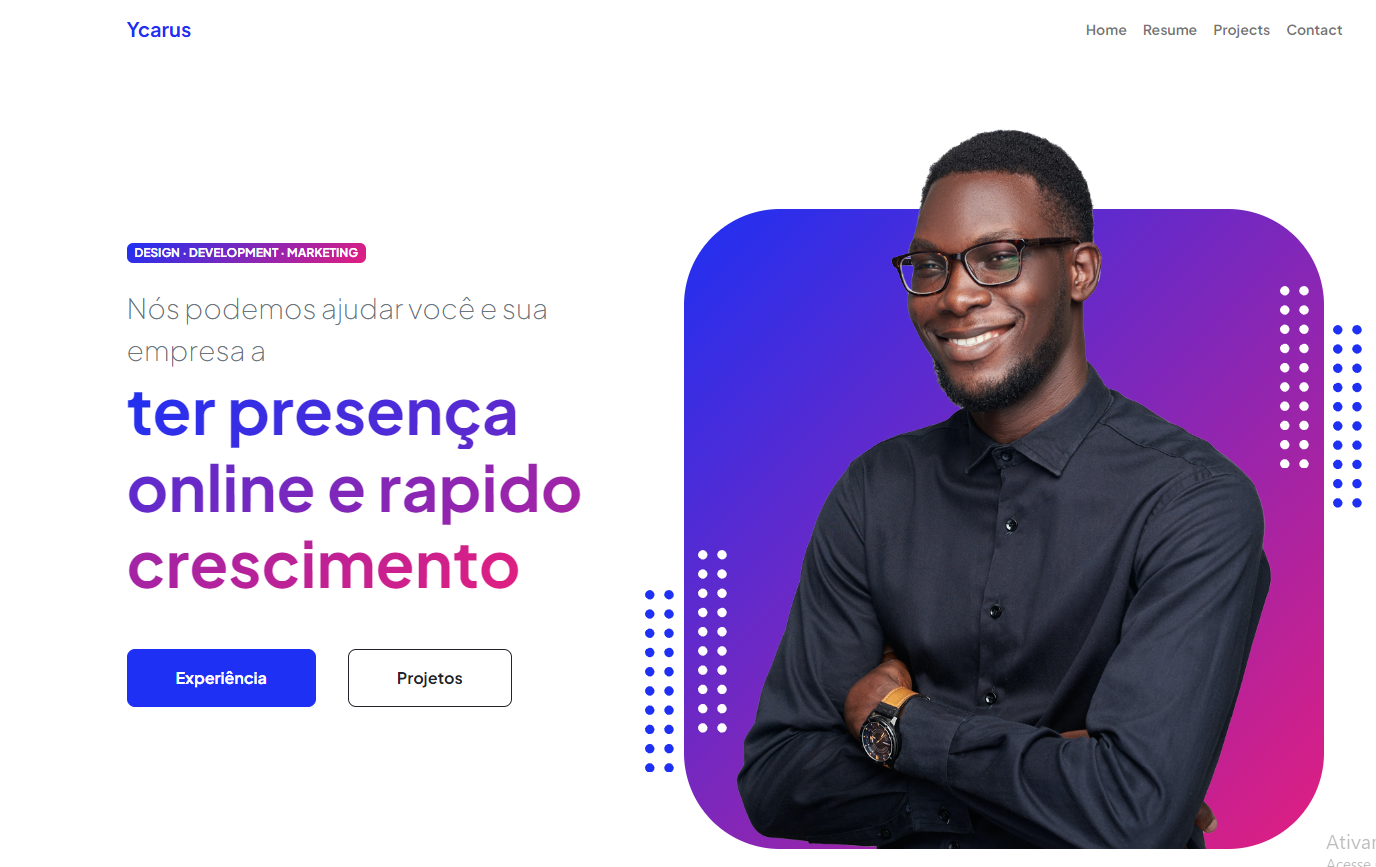 Ycarus
Home Resume Projects Contact
DESIGN · DEVELOPMENT · MARKETING
Nós podemos ajudar você e sua
empresa a
ter presença
online e rapido
crescimento
Experiência
Projetos
Ativar
Acesse